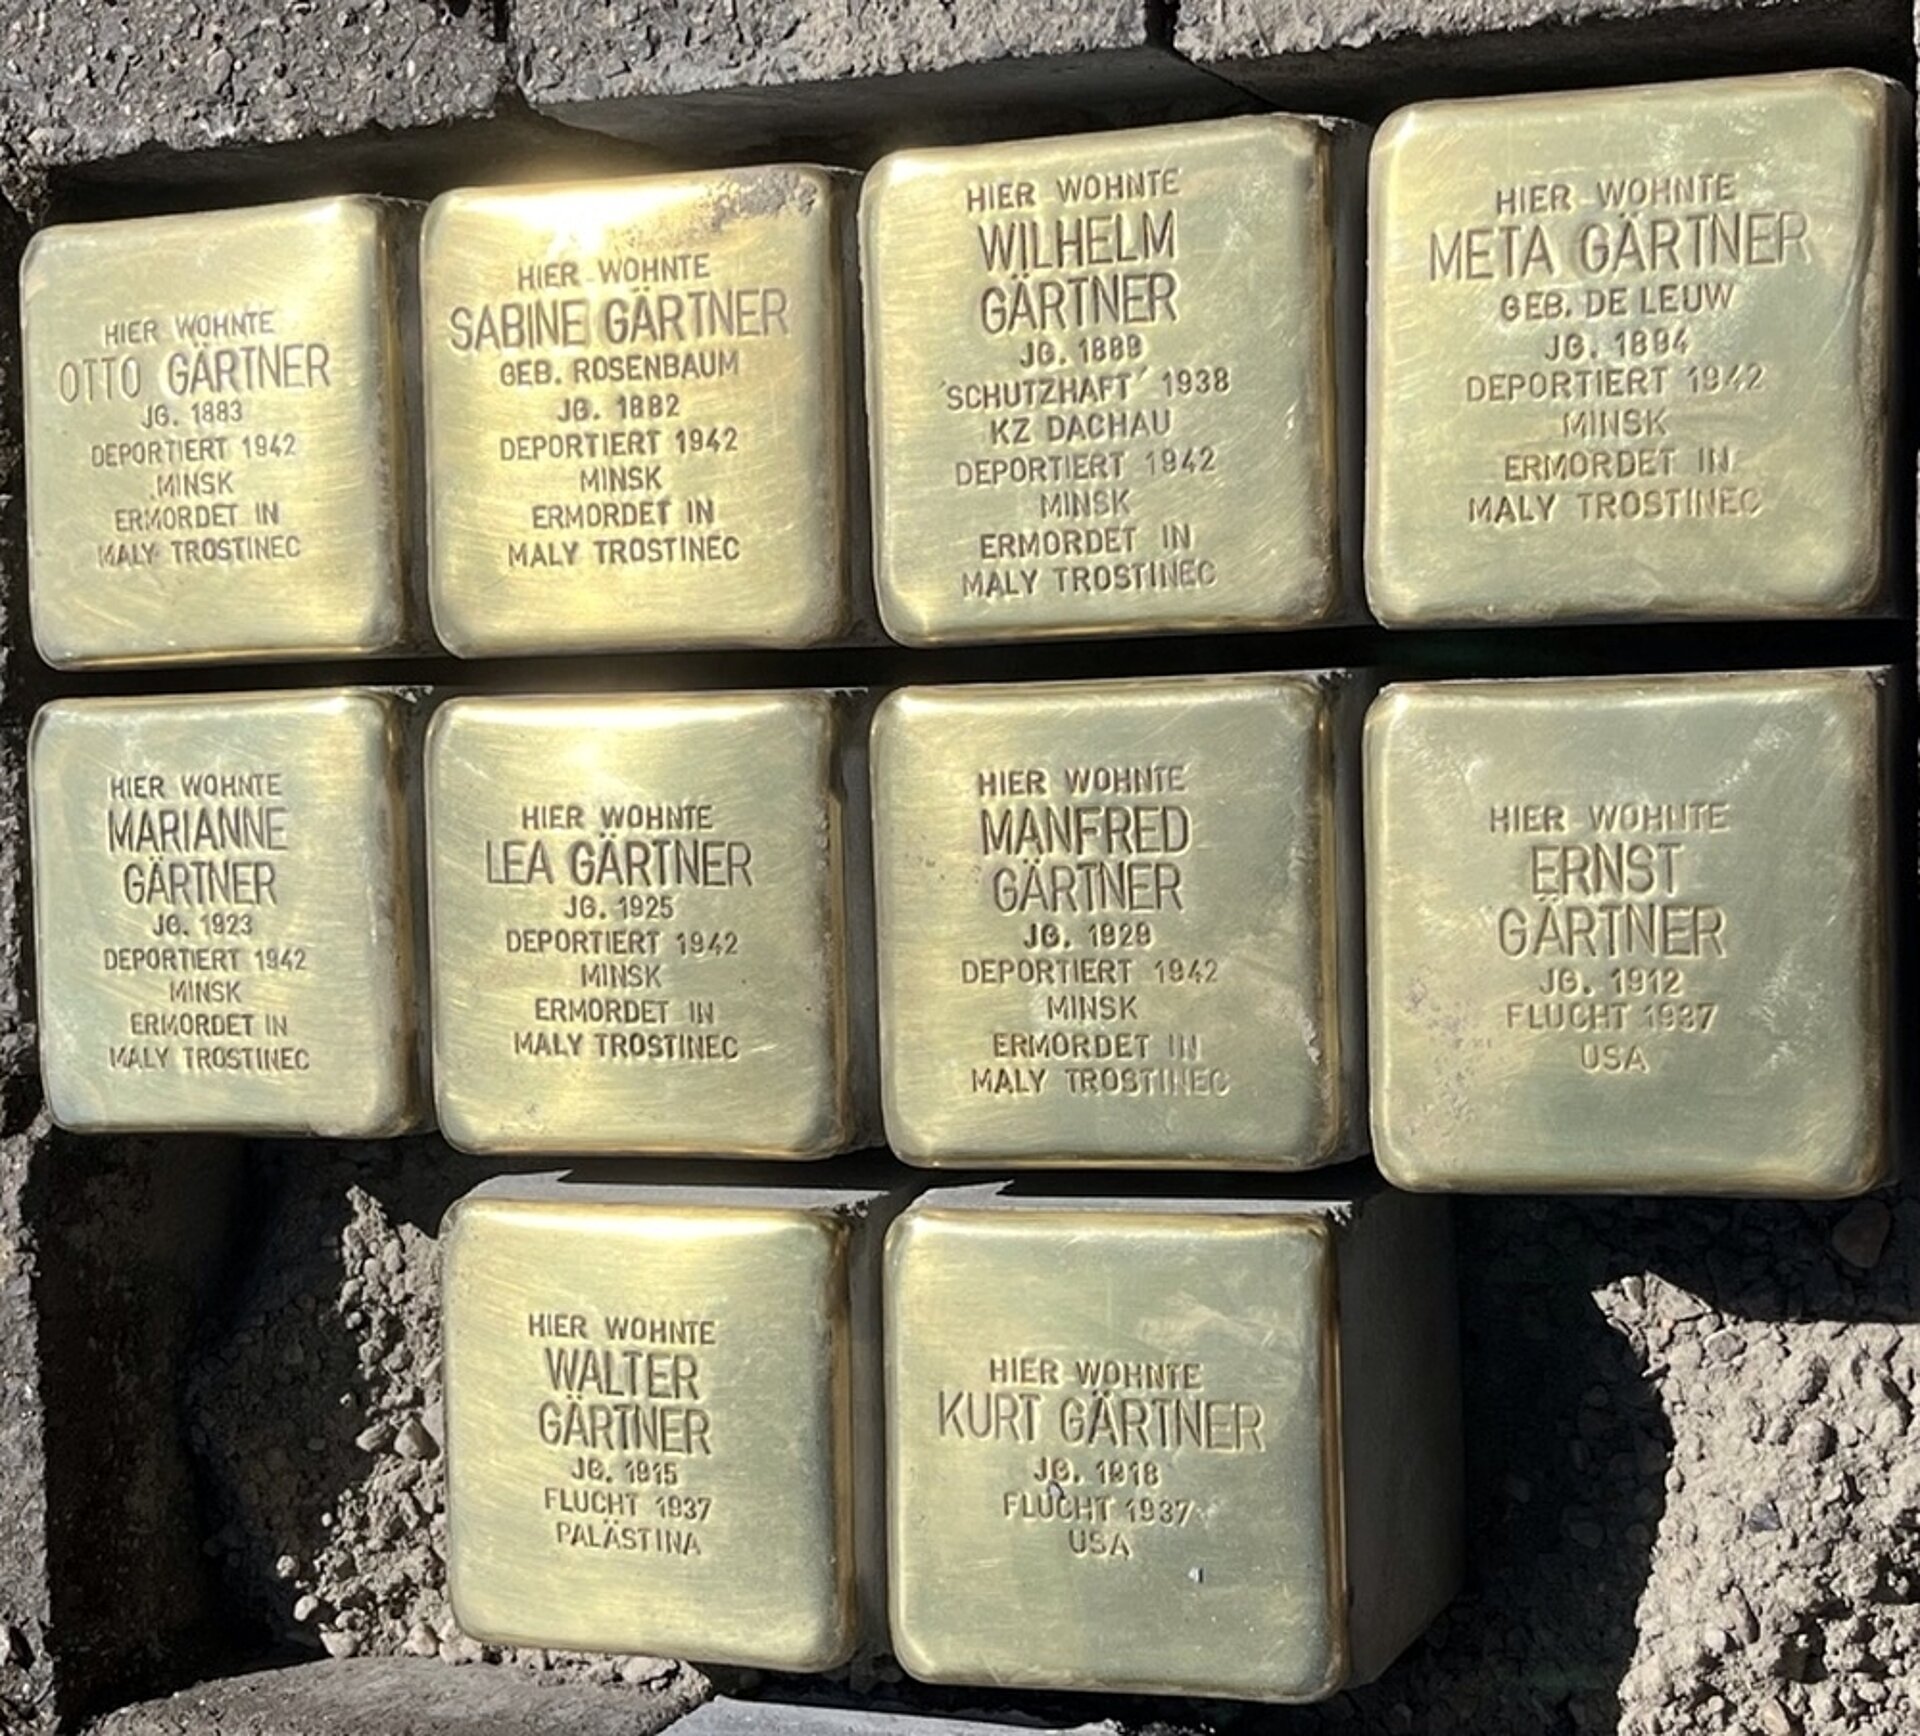 HIER WOHNTE
OTTO GÄRTNER
JG. 1883
DEPORTIERT 1942
MINSK
ERMORDET IN
MALY TROSTINEC
HIER WOHNTE
SABINE GÄRTNER
GEB. ROSENBAUM
JG. 1882
DEPORTIERT 1942
MINSK
ERMORDET IN
MALY TROSTINEC
HIER WOHNTE
WILHELM
GÄRTNER
JG. 1889
'SCHUTZHAFT' 1938
KZ DACHAU
DEPORTIERT 1942
MINSK
ERMORDET IN
MALY TROSTINEC
HIER WOHNTE
META GÄRTNER
GEB. DE LEUW
JG. 1894
DEPORTIERT 1942
MINSK
ERMORDET IN
MALY TROSTINEC
HIER WOHNTE
MARIANNE
GÄRTNER
JG. 1923
DEPORTIERT 1942
MINSK
ERMORDET IN
MALY TROSTINEC
HIER WOHNTE
LEA GÄRTNER
JG. 1925
DEPORTIERT 1942
MINSK
ERMORDET IN
MALY TROSTINEC
HIER WOHNTE
MANFRED
GÄRTNER
JG. 1929
DEPORTIERT 1942
MINSK
ERMORDET IN
MALY TROSTINEC
HIER WOHNTE
ERNST
GÄRTNER
JG. 1912
FLUCHT 1937
USA
HIER WOHNTE
WALTER
GÄRTNER
JG. 1915
FLUCHT 1937
PALÄSTINA
HIER WOHNTE
KURT GÄRTNER
JG. 1918
FLUCHT 1937
USA